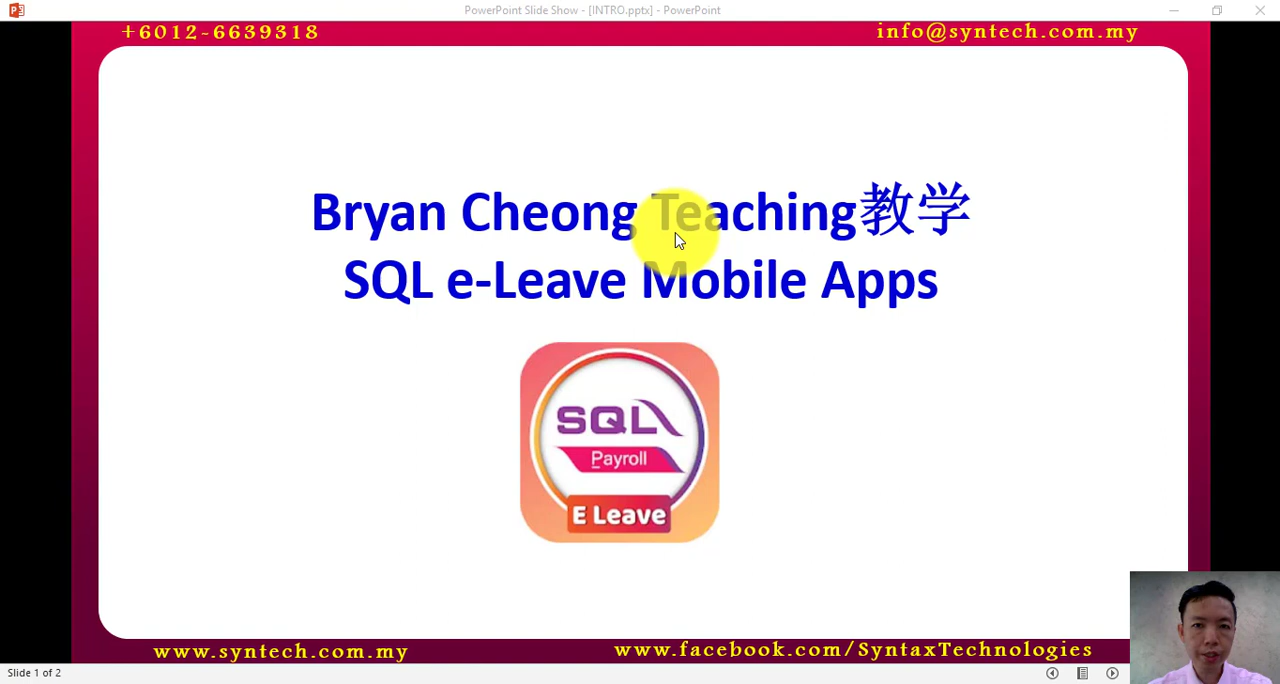 PowerPoint Slide Show - [INTRO.pptx] - PowerPoint
+6012-6639318
info@syntech.com.my
Bryan Cheong Teaching教学
SQL e-Leave Mobile Apps
SQL
Payroll
E Leave
www.syntech.com.my
www.facebook.com/SyntaxTechnologies
Slide 1 of 2